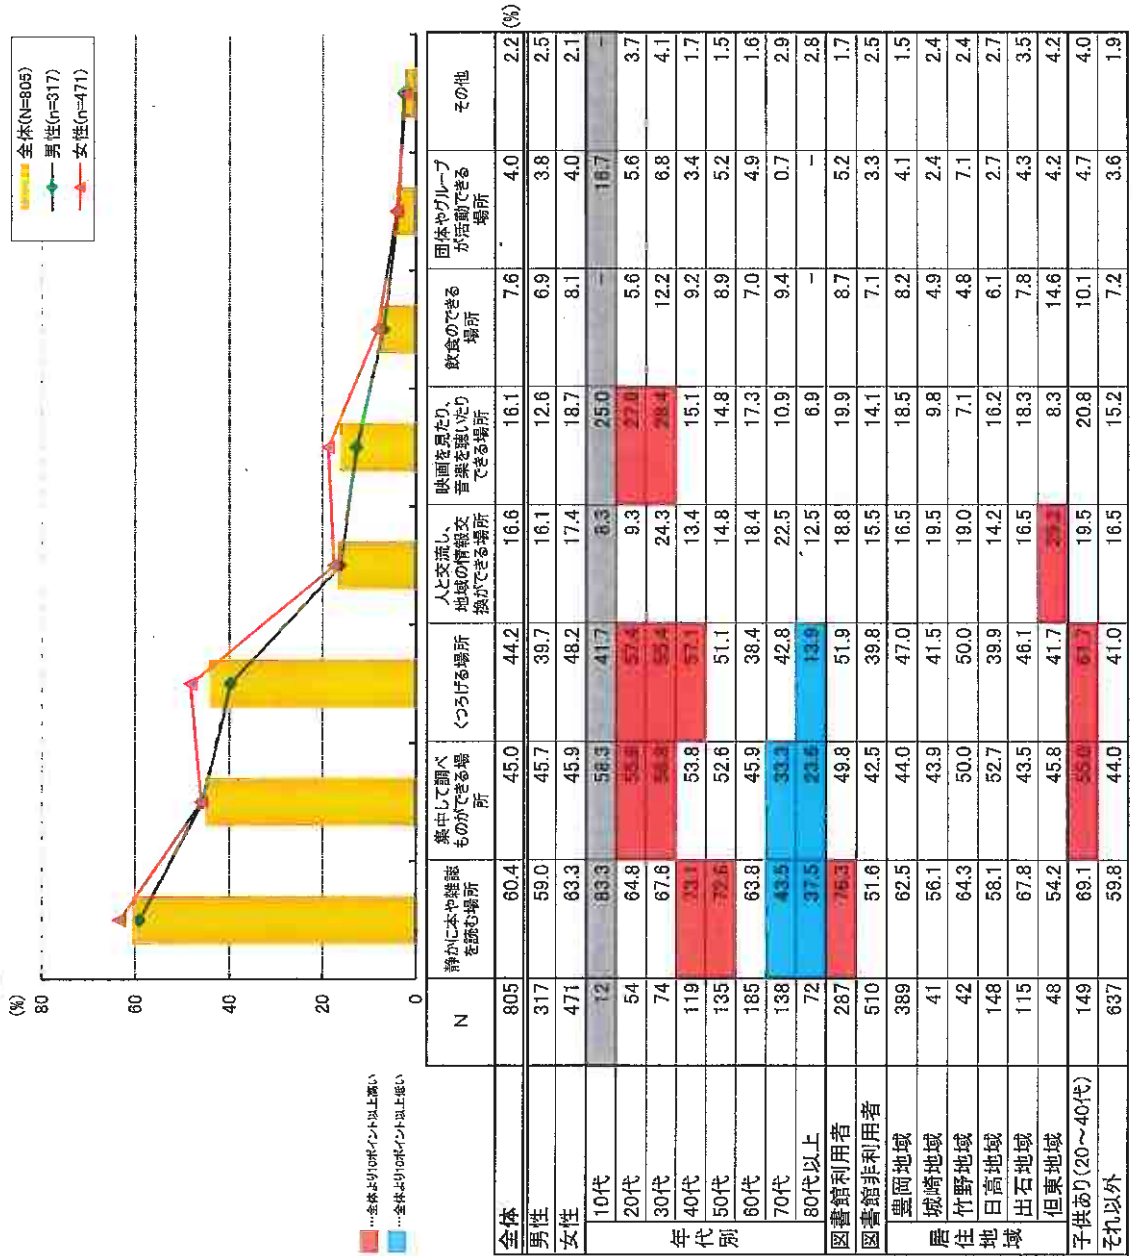 (%)
80
60
40
20
0
全体(N=805)
男性(n=317)
女性(n=471)
…全体より10ポイント以上高い
…全体より10ポイント以上低い
(%)
N 静かに本や雑誌を読む場所 集中して調べものができる場所 くつろげる場所 人と交流し、地域の情報交換ができる場所 映画を見たり、音楽を聴いたりできる場所 飲食のできる場所 団体やグループが活動できる場所 その他
全体 805 60.4 45.0 44.2 16.6 16.1 7.6 4.0 2.2
男性 317 59.0 45.7 39.7 16.1 12.6 6.9 3.8 2.5
女性 471 63.3 45.9 48.2 17.4 18.7 8.1 4.0 2.1
年代別
10代 12 83.3 58.3 41.7 8.3 25.0 - 16.7 -
20代 54 64.8 55.6 57.4 9.3 27.8 5.6 5.6 3.7
30代 74 67.6 56.8 55.4 24.3 28.4 12.2 6.8 4.1
40代 119 73.1 53.8 57.1 13.4 15.1 9.2 3.4 1.7
50代 135 72.6 52.6 51.1 14.8 14.8 8.9 5.2 1.5
60代 185 63.8 45.9 38.4 18.4 17.3 7.0 4.9 1.6
70代 138 43.5 33.3 42.8 22.5 10.9 9.4 0.7 2.9
80代以上 72 37.5 23.6 13.9 12.5 6.9 - - 2.8
図書館利用者 287 76.3 49.8 51.9 18.8 19.9 8.7 5.2 1.7
図書館非利用者 510 51.6 42.5 39.8 15.5 14.1 7.1 3.3 2.5
居住地域
豊岡地域 389 62.5 44.0 47.0 16.5 18.5 8.2 4.1 1.5
城崎地域 41 56.1 43.9 41.5 19.5 9.8 4.9 2.4 2.4
竹野地域 42 64.3 50.0 50.0 19.0 7.1 4.8 7.1 2.4
日高地域 148 58.1 52.7 39.9 14.2 16.2 6.1 2.7 2.7
出石地域 115 67.8 43.5 46.1 16.5 18.3 7.8 4.3 3.5
但東地域 48 54.2 45.8 41.7 29.2 8.3 14.6 4.2 4.2
子供あり(20～40代) 149 69.1 55.0 61.7 19.5 20.8 10.1 4.7 4.0
それ以外 637 59.8 44.0 41.0 16.5 15.2 7.2 3.6 1.9